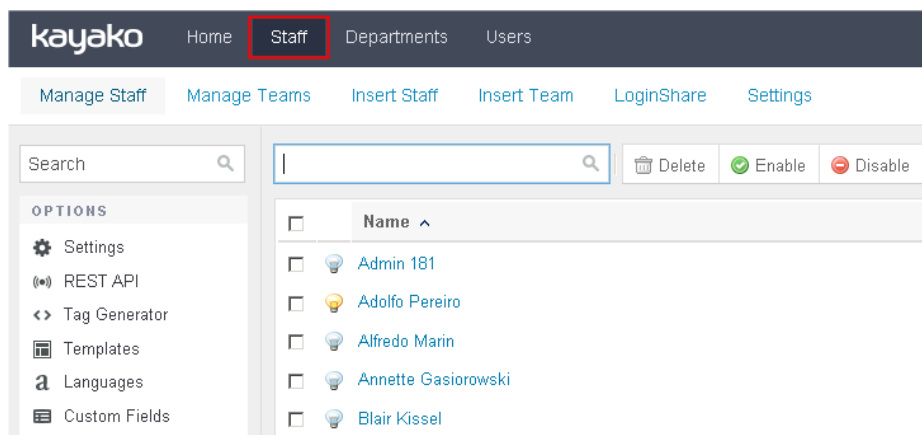 kayako Home Staff Departments Users
Manage Staff Manage Teams Insert Staff Insert Team LoginShare Settings
Search Delete Enable Disable
OPTIONS
Settings
REST API
Tag Generator
Templates
Languages
Custom Fields
Name
Admin 181
Adolfo Pereiro
Alfredo Marin
Annette Gasiorowski
Blair Kissel